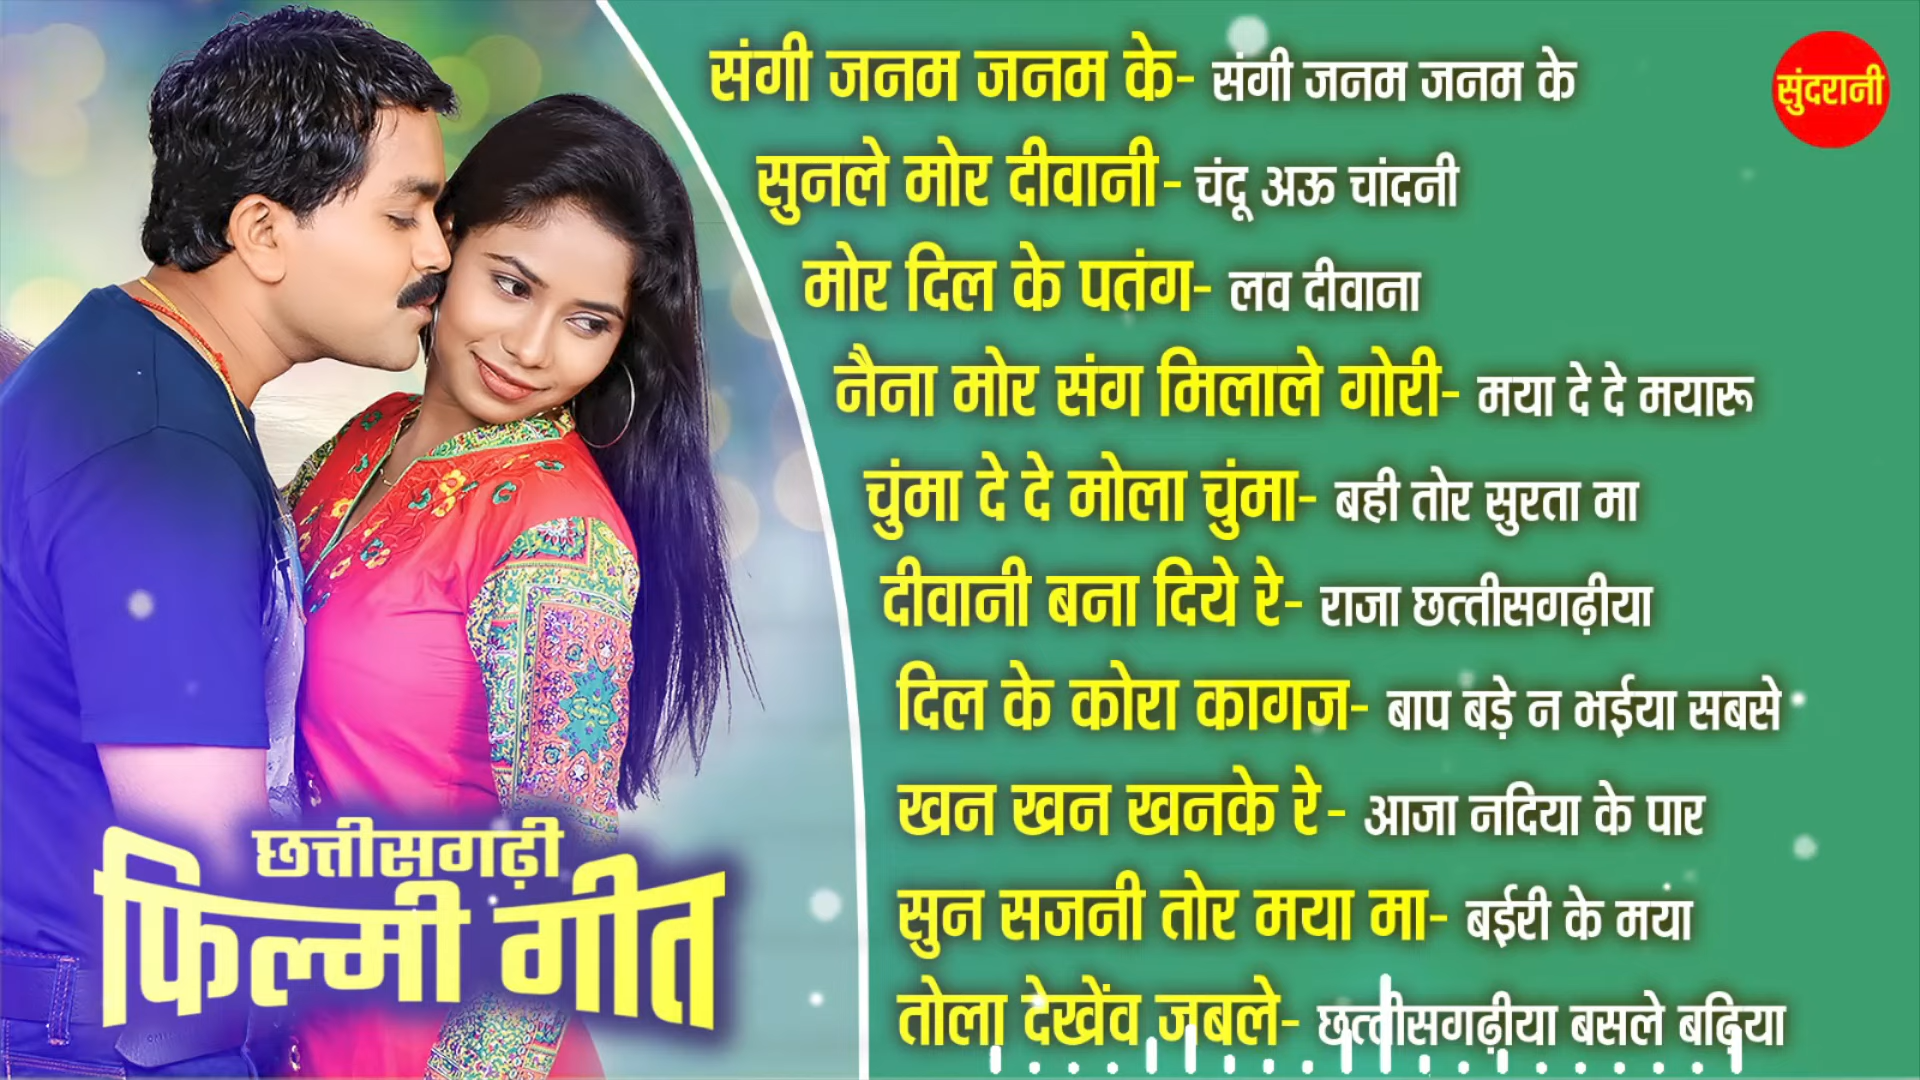 संगी जनम जनम के- संगी जनम जनम के
सुंदरानी
सुनले मोर दीवानी- चंदू अऊ चांदनी
मोर दिल के पतंग- लव दीवाना
नैना मोर संग मिलाले गोरी- मया दे दे मयारू
चुंमा दे दे मोला चुंमा- बही तोर सुरता मा
दीवानी बना दिये रे- राजा छत्तीसगढ़ीया
दिल के कोरा कागज- बाप बड़े न भईया सबसे
खन खन खनके रे- आजा नदिया के पार
सुन सजनी तोर मया मा- बईरी के मया
तोला देखेंव जबले- छत्तीसगढ़ीया बसले बढ़िया
छत्तीसगढ़ी
फिल्मी गीत